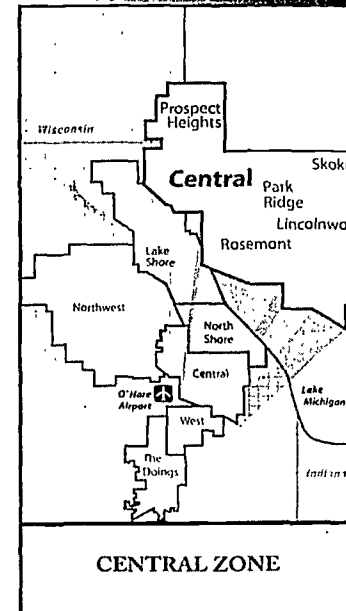 Prospect
Heights
Wisconsin
Skok
Central
Park
Ridge
Lincolnwo
Rosemont
Lake
Shore
Northwest
North
Shore
Central
O'Hare
Airport
Lake
Michigan
West
The
Doings
Indian
CENTRAL ZONE